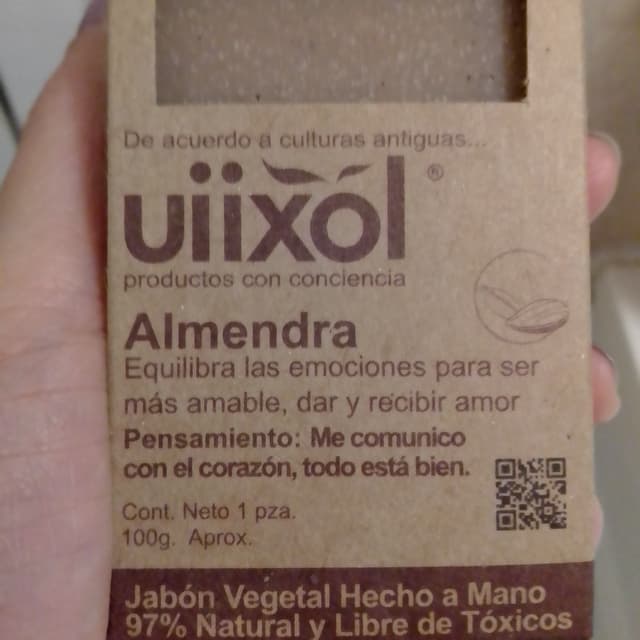 De acuerdo a culturas antiguas...
uiixól ®
productos con conciencia
Almendra
Equilibra las emociones para ser
más amable, dar y recibir amor
Pensamiento: Me comunico
con el corazón, todo está bien.
Cont. Neto 1 pza.
100g. Aprox.
Jabón Vegetal Hecho a Mano
97% Natural y Libre de Tóxicos